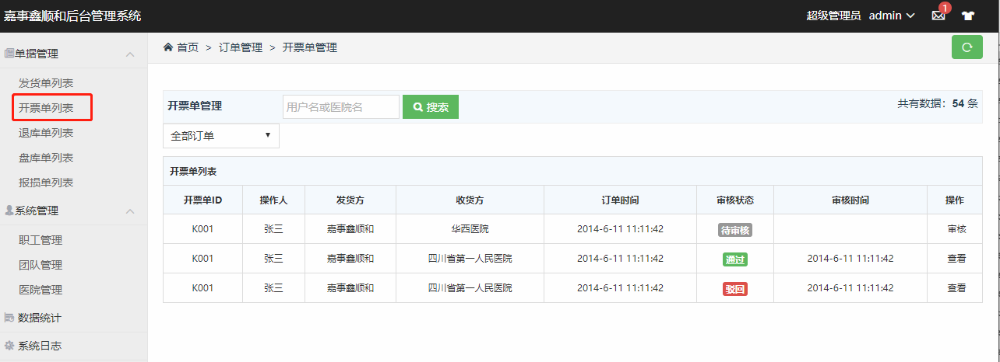 嘉事鑫顺和后台管理系统
超级管理员 admin
1
单据管理
发货单列表
开票单列表
退库单列表
盘库单列表
报损单列表
系统管理
职工管理
团队管理
医院管理
数据统计
系统日志
首页 > 订单管理 > 开票单管理
开票单管理 用户名或医院名 搜索 共有数据：54 条
全部订单
开票单列表
开票单ID 操作人 发货方 收货方 订单时间 审核状态 审核时间 操作
K001 张三 嘉事鑫顺和 华西医院 2014-6-11 11:11:42 待审核 审核
K001 张三 嘉事鑫顺和 四川省第一人民医院 2014-6-11 11:11:42 通过 2014-6-11 11:11:42 查看
K001 张三 嘉事鑫顺和 四川省第一人民医院 2014-6-11 11:11:42 驳回 2014-6-11 11:11:42 查看